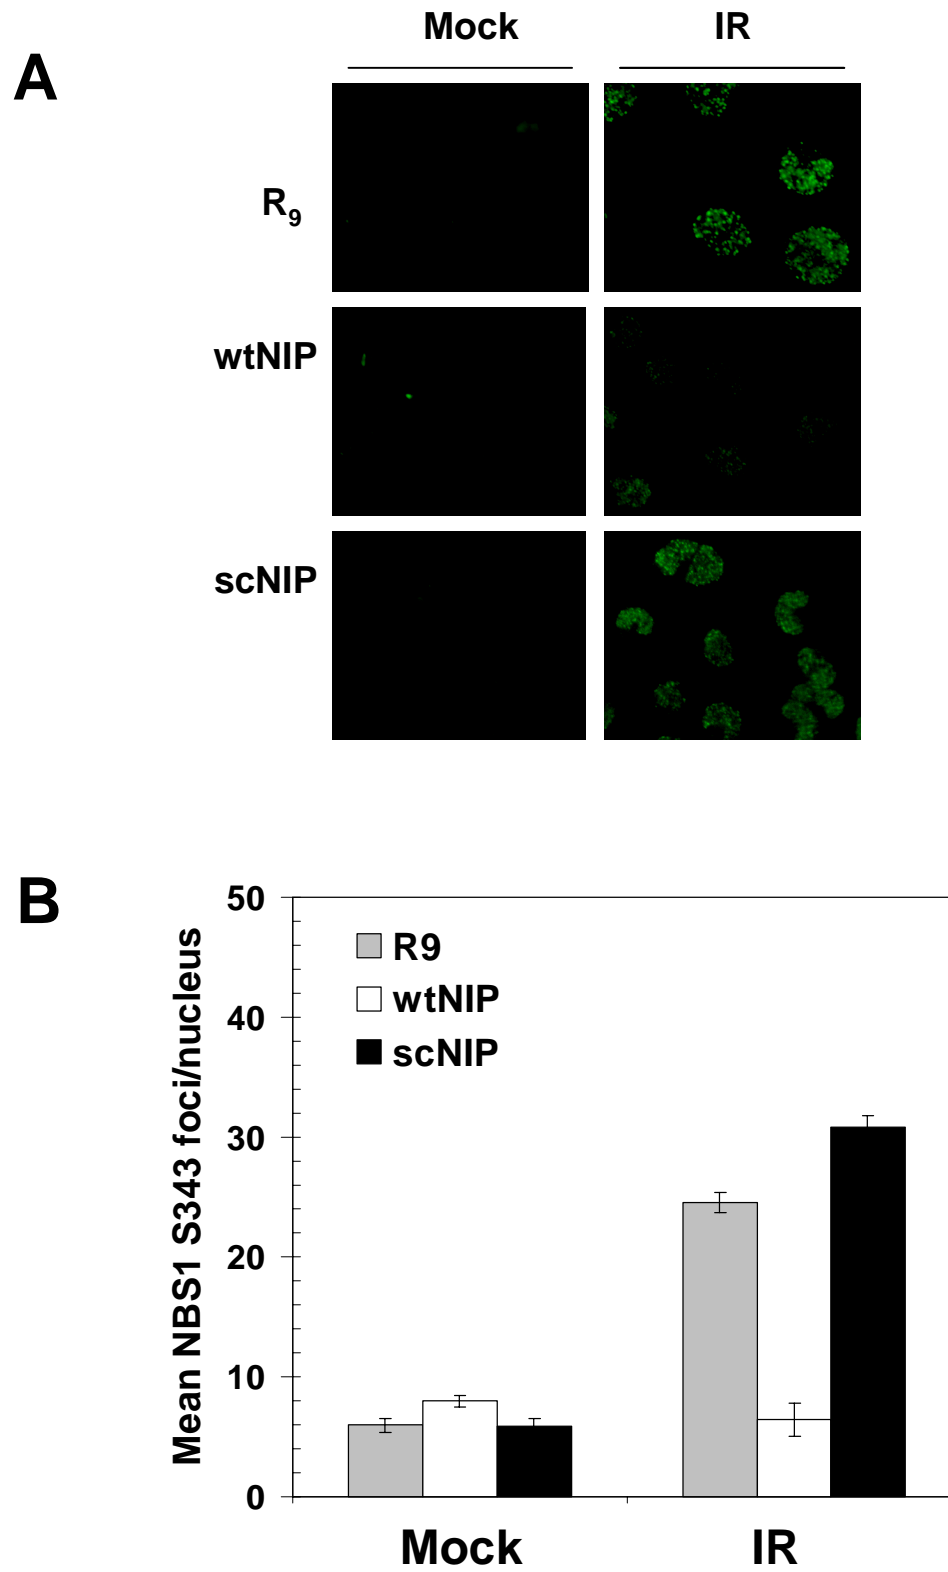 A
Mock IR
R9
wtNIP
scNIP
B
Mean NBS1 S343 foci/nucleus
50
40
30
20
10
0
R9
wtNIP
scNIP
Mock IR